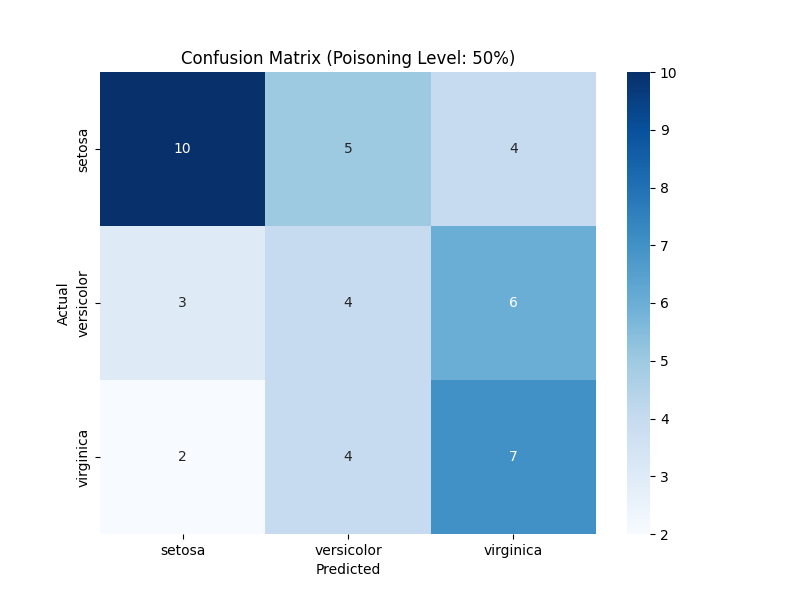 Confusion Matrix (Poisoning Level: 50%)
Actual
setosa
10 5 4
versicolor
3 4 6
virginica
2 4 7
setosa versicolor virginica
Predicted
10
9
8
7
6
5
4
3
2